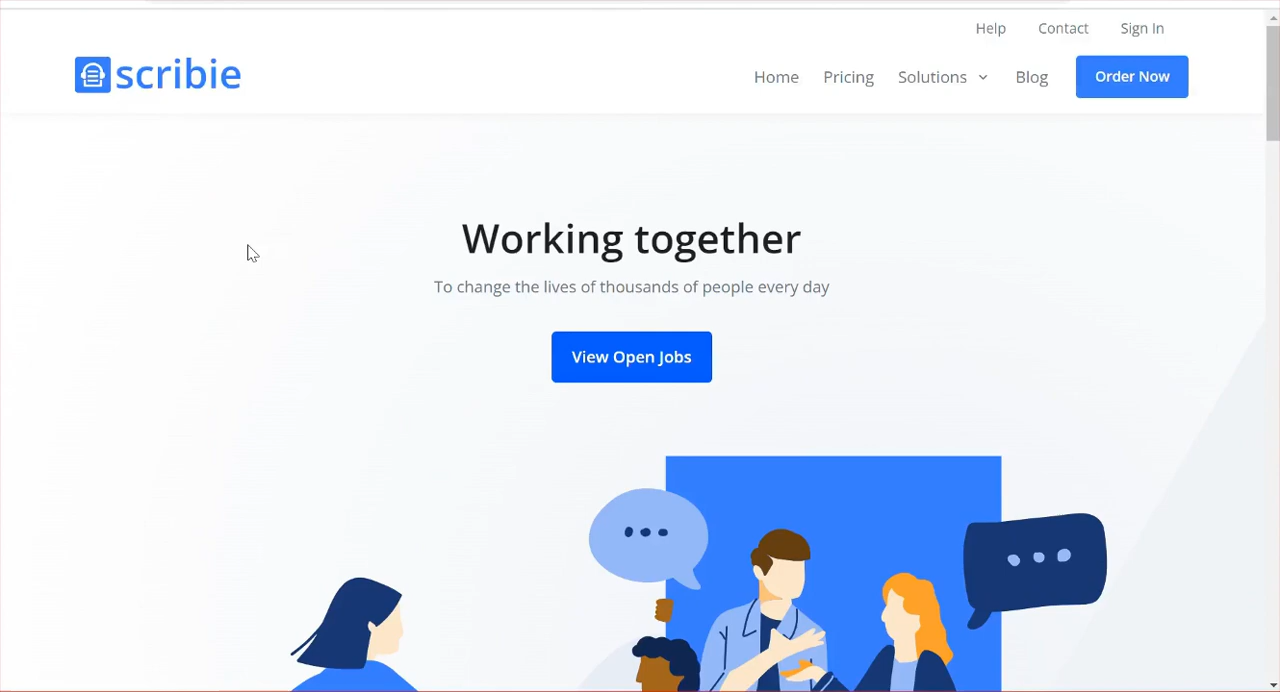 Help Contact Sign In
scribie
Home Pricing Solutions Blog Order Now
Working together
To change the lives of thousands of people every day
View Open Jobs